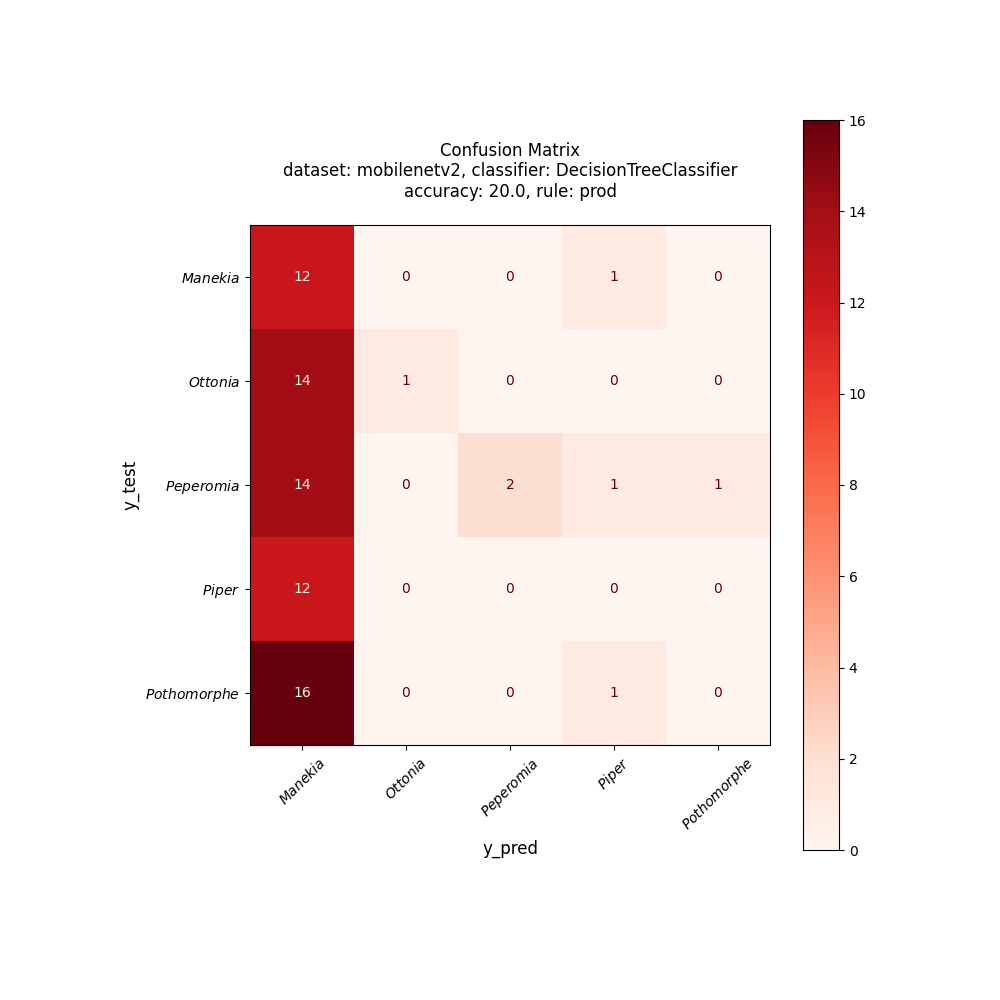 Confusion Matrix
dataset: mobilenetv2, classifier: DecisionTreeClassifier
accuracy: 20.0, rule: prod
y_test
Manekia 12 0 0 1 0
Ottonia 14 1 0 0 0
Peperomia 14 0 2 1 1
Piper 12 0 0 0 0
Pothomorphe 16 0 0 1 0
Manekia Ottonia Peperomia Piper Pothomorphe
y_pred
16
14
12
10
8
6
4
2
0